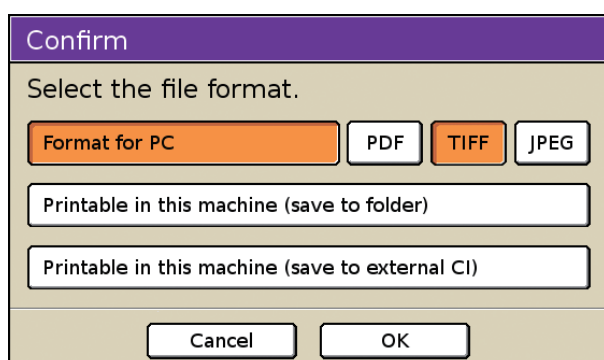 Confirm
Select the file format.
Format for PC PDF TIFF JPEG
Printable in this machine (save to folder)
Printable in this machine (save to external CI)
Cancel OK